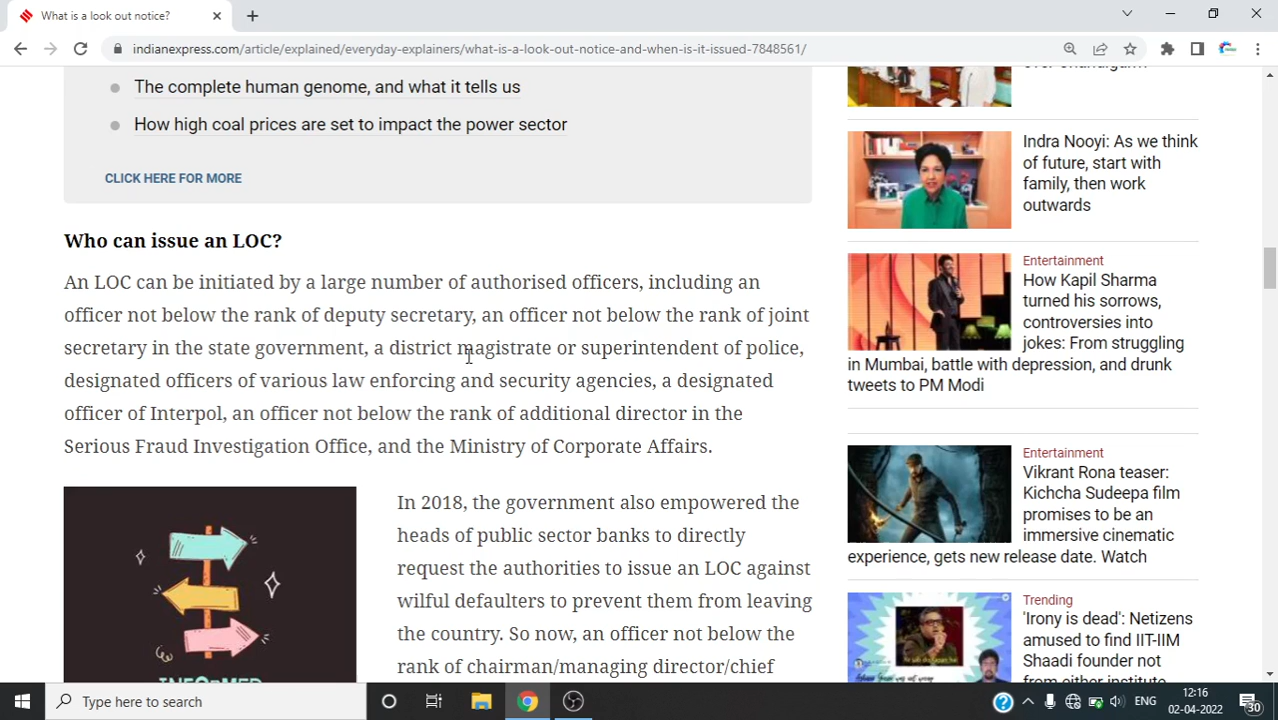 What is a look out notice?
indianexpress.com/article/explained/everyday-explainers/what-is-a-look-out-notice-and-when-is-it-issued-7848561/
The complete human genome, and what it tells us
How high coal prices are set to impact the power sector
CLICK HERE FOR MORE
Who can issue an LOC?
An LOC can be initiated by a large number of authorised officers, including an
officer not below the rank of deputy secretary, an officer not below the rank of joint
secretary in the state government, a district magistrate or superintendent of police,
designated officers of various law enforcing and security agencies, a designated
officer of Interpol, an officer not below the rank of additional director in the
Serious Fraud Investigation Office, and the Ministry of Corporate Affairs.
In 2018, the government also empowered the
heads of public sector banks to directly
request the authorities to issue an LOC against
wilful defaulters to prevent them from leaving
the country. So now, an officer not below the
rank of chairman/managing director/chief
Indra Nooyi: As we think
of future, start with
family, then work
outwards
Entertainment
How Kapil Sharma
turned his sorrows,
controversies into
jokes: From struggling
in Mumbai, battle with depression, and drunk
tweets to PM Modi
Entertainment
Vikrant Rona teaser:
Kichcha Sudeepa film
promises to be an
immersive cinematic
experience, gets new release date. Watch
Trending
'Irony is dead': Netizens
amused to find IIT-IIM
Shaadi founder not
from either institute
Type here to search
ENG
12:16
02-04-2022
30